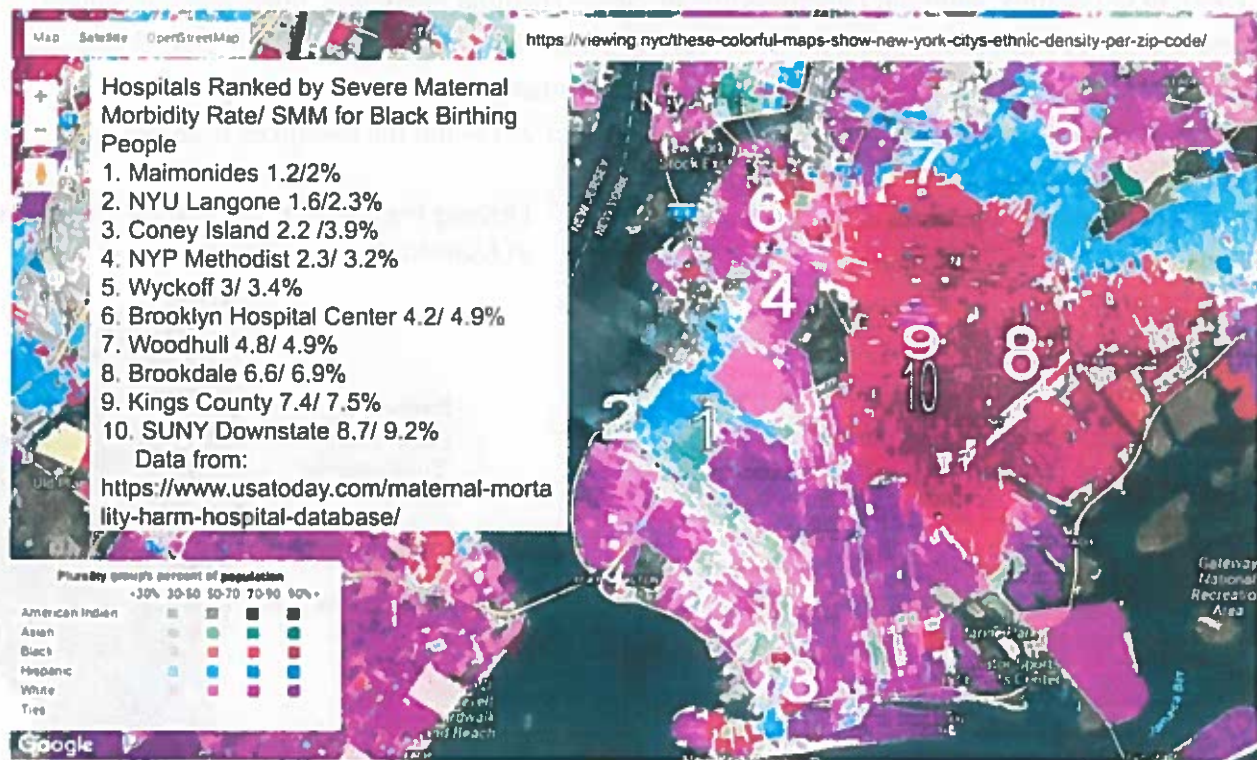 Map Satellite OpenStreetMap
https://viewing.nyc/these-colorful-maps-show-new-york-citys-ethnic-density-per-zip-code/
+
−
Hospitals Ranked by Severe Maternal
Morbidity Rate/ SMM for Black Birthing
People
1. Maimonides 1.2/2%
2. NYU Langone 1.6/2.3%
3. Coney Island 2.2 /3.9%
4. NYP Methodist 2.3/ 3.2%
5. Wyckoff 3/ 3.4%
6. Brooklyn Hospital Center 4.2/ 4.9%
7. Woodhull 4.8/ 4.9%
8. Brookdale 6.6/ 6.9%
9. Kings County 7.4/ 7.5%
10. SUNY Downstate 8.7/ 9.2%
Data from:
https://www.usatoday.com/maternal-morta
lity-harm-hospital-database/
NEW JERSEY
NEW YORK
5
7
6
4
9
8
10
2
1
3
Gateway
National
Recreation
Area
Jamaica Bay
Plurality group's percent of population
<30% 30-50 50-70 70-90 90%+
American Indian
Asian
Black
Hispanic
White
Ties
Google